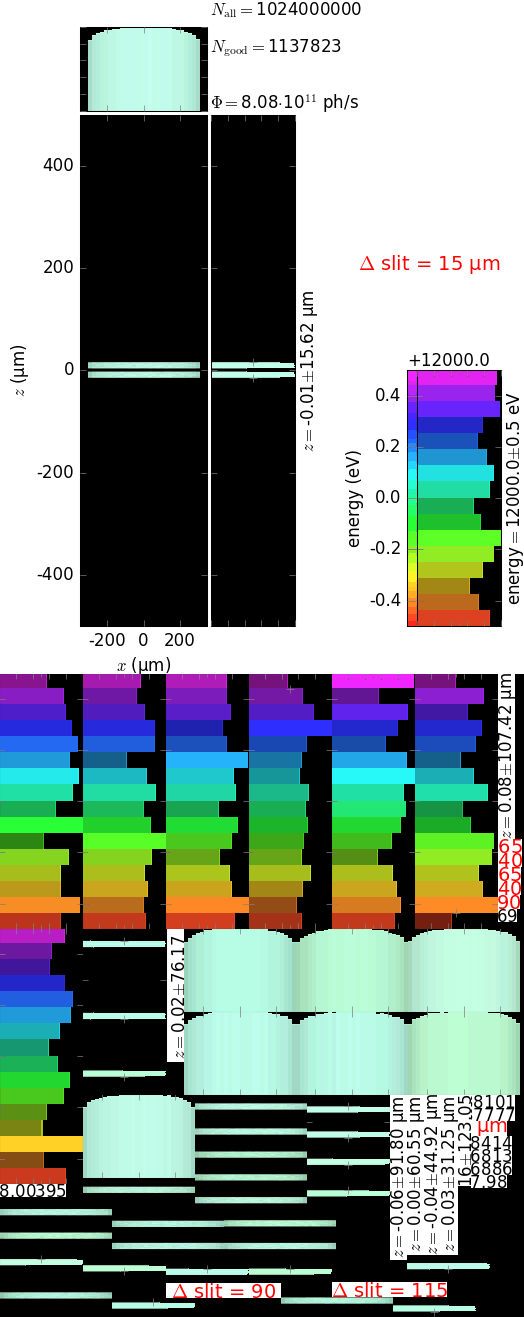 N_all = 1024000000
N_good = 1137823
Φ = 8.08·10¹¹ ph/s
400
200
0
-200
-400
z (µm)
-200 0 200
x (µm)
z = -0.01±15.62 µm
Δ slit = 15 µm
+12000.0
0.4
0.2
0.0
-0.2
-0.4
energy (eV)
energy = 12000.0±0.5 eV
z = 0.08±107.42 µm
65
40
65
40
90
69
z = 0.02±76.17
8.00395
z = -0.06±91.80 µm
z = 0.00±60.55 µm
z = -0.04±44.92 µm
z = 0.03±31.25 µm
16±123.05
8101
7777
µm
8414
6813
6886
7.98
Δ slit = 90
Δ slit = 115